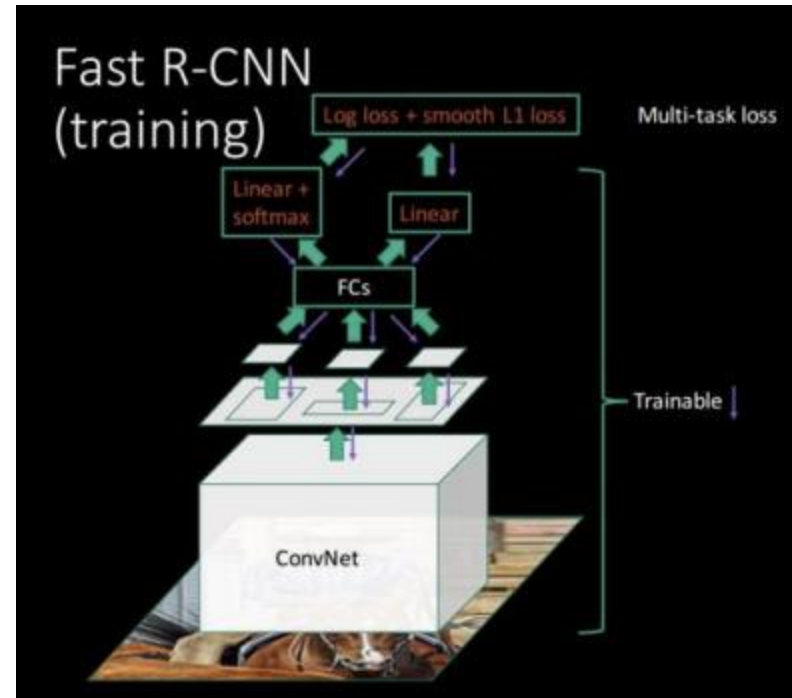 Fast R-CNN
(training)
Log loss + smooth L1 loss
Multi-task loss
Linear +
softmax
Linear
FCs
Trainable
ConvNet